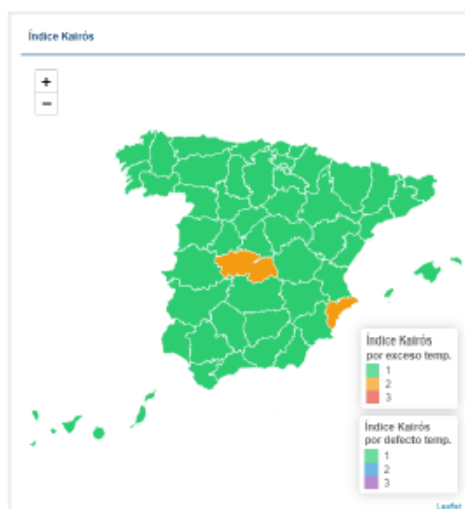 Índice Kairós
+
−
Índice Kairós
por exceso temp.
1
2
3
Índice Kairós
por defecto temp.
1
2
3
Leaflet